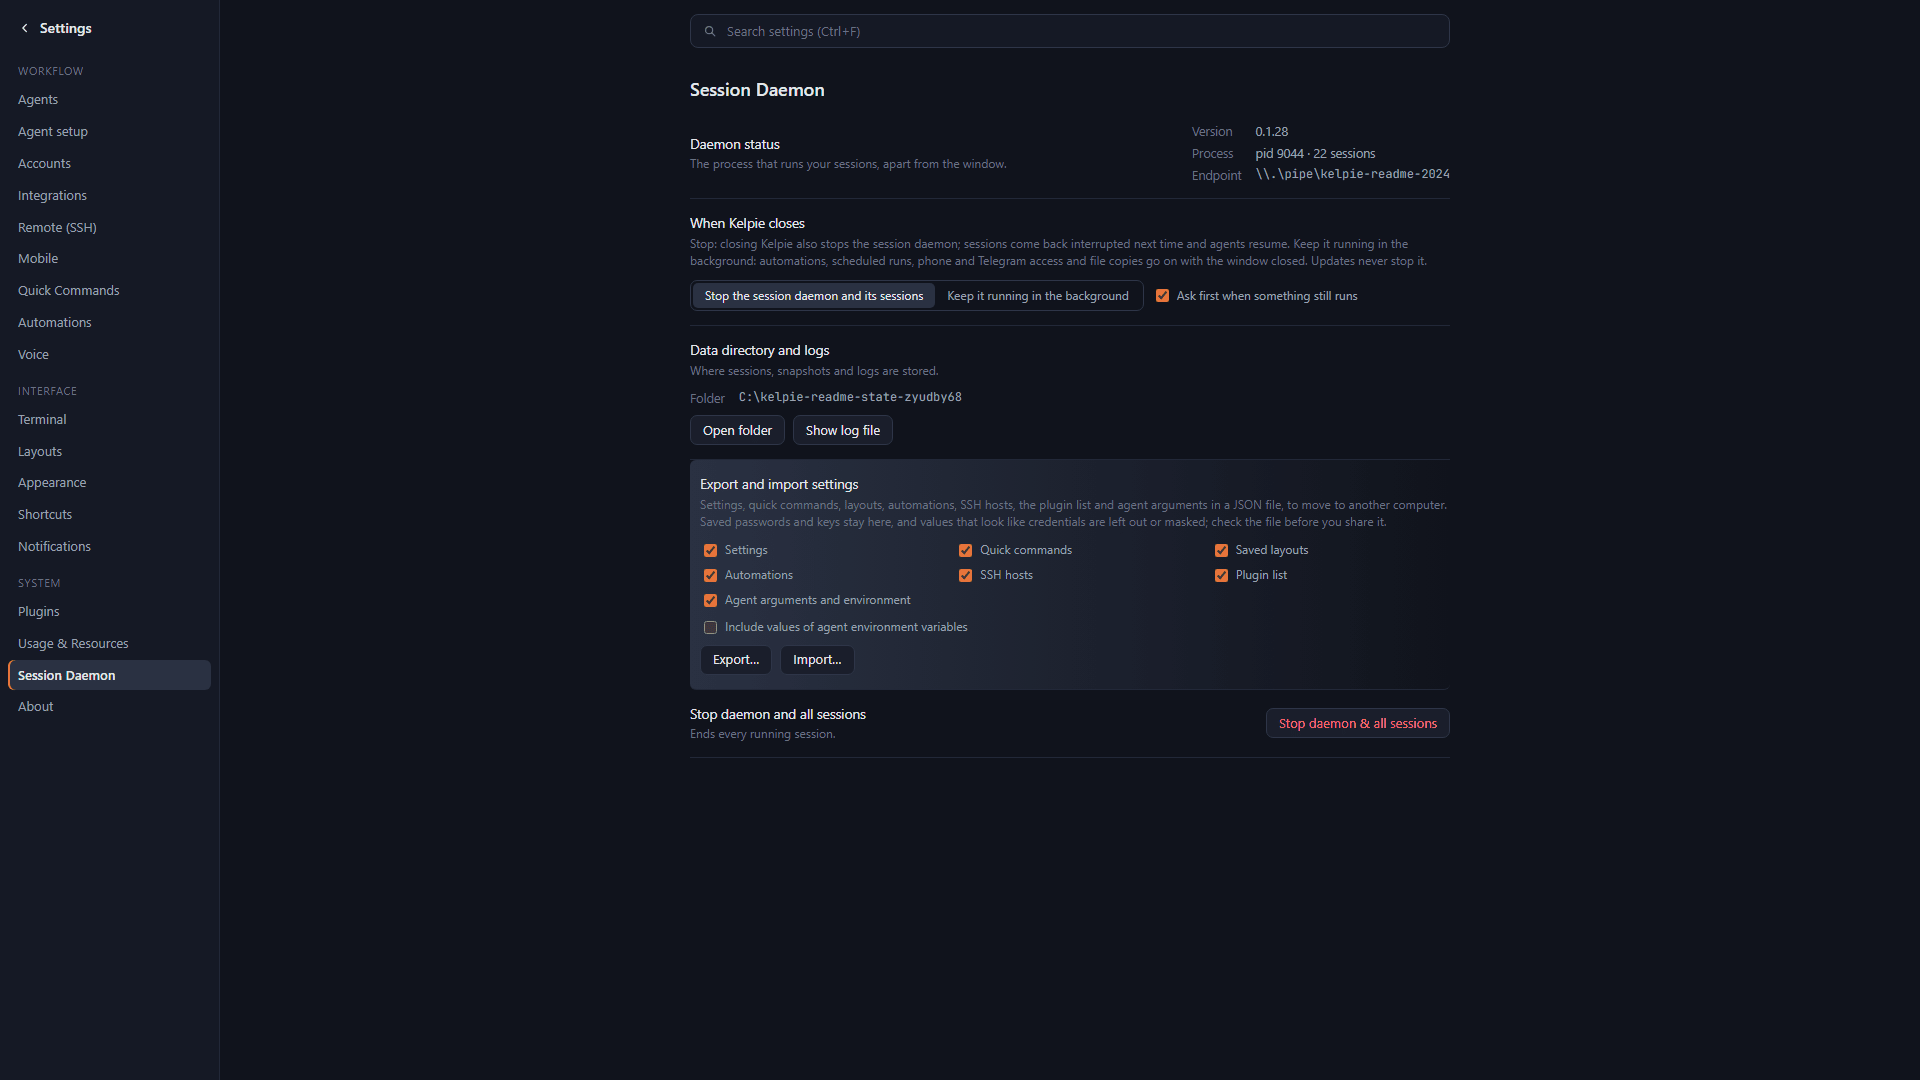 Settings
WORKFLOW
Agents
Agent setup
Accounts
Integrations
Remote (SSH)
Mobile
Quick Commands
Automations
Voice
INTERFACE
Terminal
Layouts
Appearance
Shortcuts
Notifications
SYSTEM
Plugins
Usage & Resources
Session Daemon
About
Search settings (Ctrl+F)
Session Daemon
Daemon status
The process that runs your sessions, apart from the window.
Version 0.1.28
Process pid 9044 · 22 sessions
Endpoint \\.\pipe\kelpie-readme-2024
When Kelpie closes
Stop: closing Kelpie also stops the session daemon; sessions come back interrupted next time and agents resume. Keep it running in the
background: automations, scheduled runs, phone and Telegram access and file copies go on with the window closed. Updates never stop it.
Stop the session daemon and its sessions Keep it running in the background Ask first when something still runs
Data directory and logs
Where sessions, snapshots and logs are stored.
Folder C:\kelpie-readme-state-zyudby68
Open folder Show log file
Export and import settings
Settings, quick commands, layouts, automations, SSH hosts, the plugin list and agent arguments in a JSON file, to move to another computer.
Saved passwords and keys stay here, and values that look like credentials are left out or masked; check the file before you share it.
Settings Quick commands Saved layouts
Automations SSH hosts Plugin list
Agent arguments and environment
Include values of agent environment variables
Export... Import...
Stop daemon and all sessions
Ends every running session.
Stop daemon & all sessions